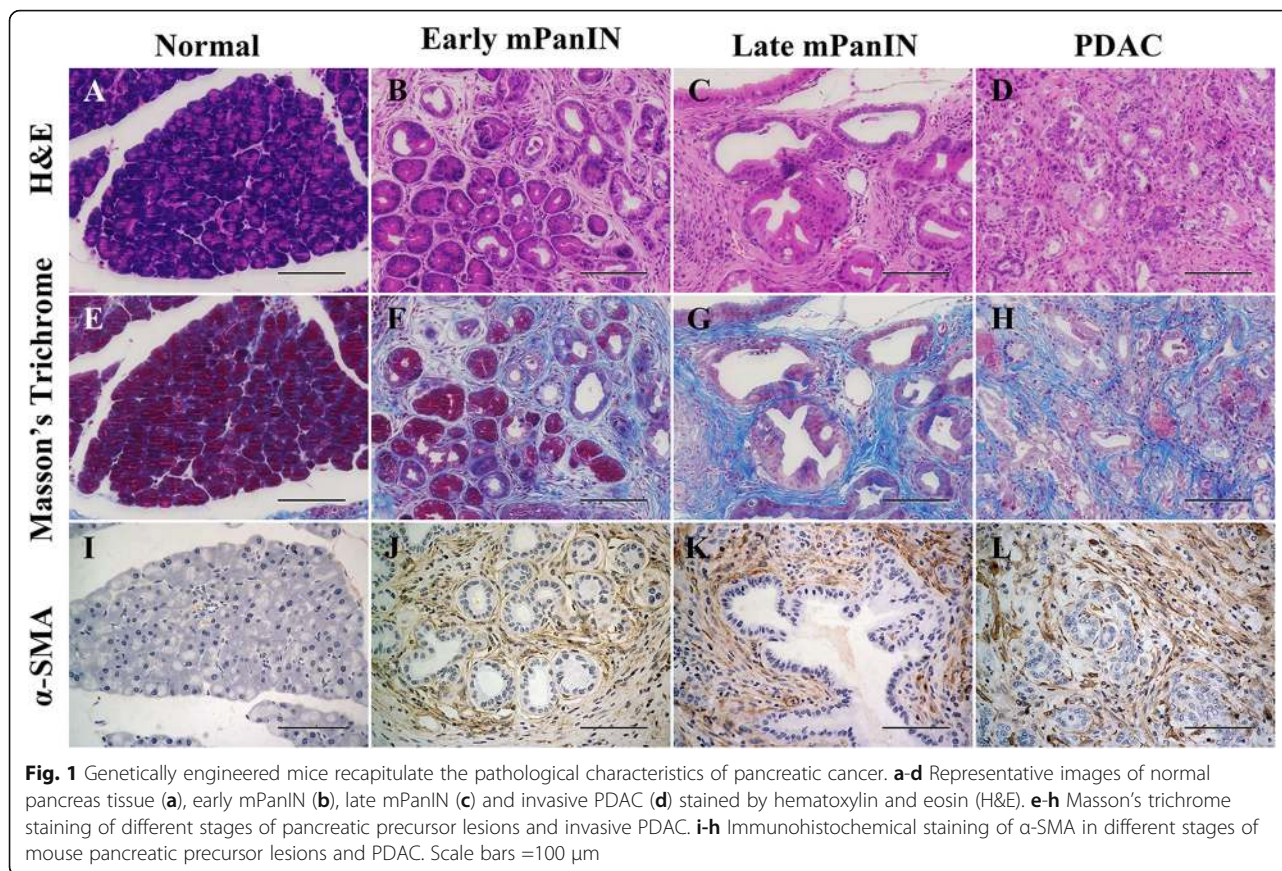 Normal
Early mPanIN
Late mPanIN
PDAC
H&E
A
B
C
D
Masson's Trichrome
E
F
G
H
α-SMA
I
J
K
L
Fig. 1 Genetically engineered mice recapitulate the pathological characteristics of pancreatic cancer. a-d Representative images of normal
pancreas tissue (a), early mPanIN (b), late mPanIN (c) and invasive PDAC (d) stained by hematoxylin and eosin (H&E). e-h Masson's trichrome
staining of different stages of pancreatic precursor lesions and invasive PDAC. i-h Immunohistochemical staining of α-SMA in different stages of
mouse pancreatic precursor lesions and PDAC. Scale bars =100 μm